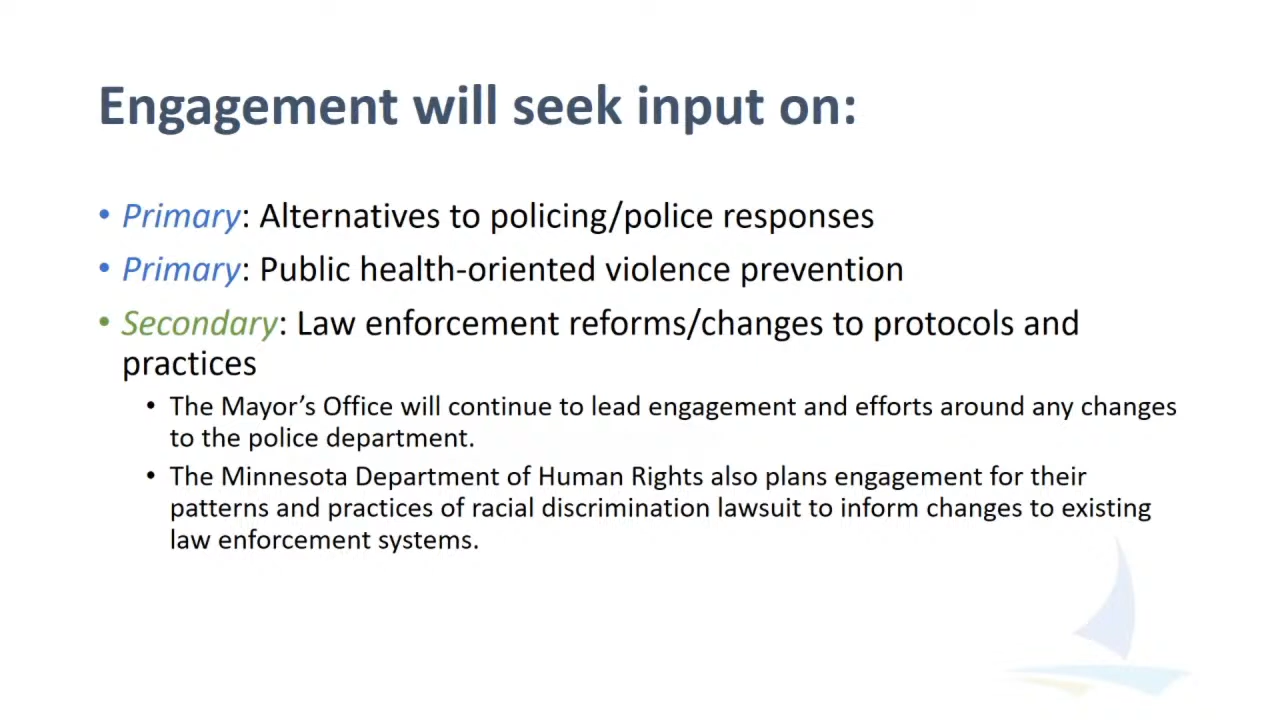 Engagement will seek input on:
• Primary: Alternatives to policing/police responses
• Primary: Public health-oriented violence prevention
• Secondary: Law enforcement reforms/changes to protocols and
practices
• The Mayor’s Office will continue to lead engagement and efforts around any changes
to the police department.
• The Minnesota Department of Human Rights also plans engagement for their
patterns and practices of racial discrimination lawsuit to inform changes to existing
law enforcement systems.